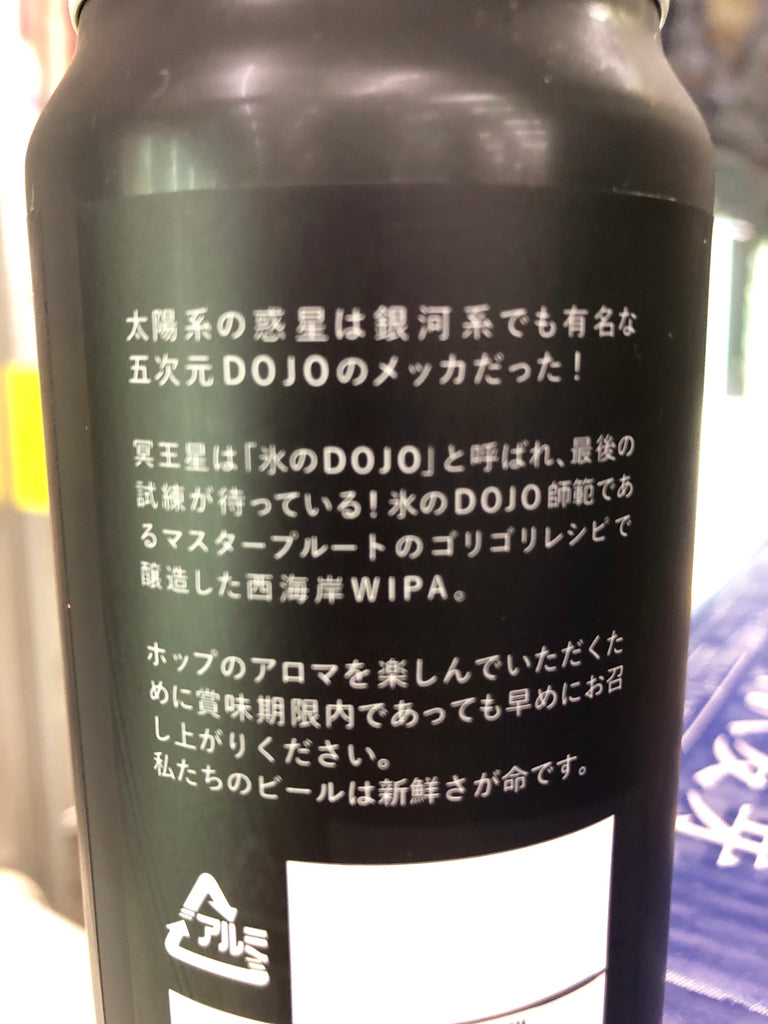 太陽系の惑星は銀河系でも有名な
五次元DOJOのメッカだった！
冥王星は「氷のDOJO」と呼ばれ、最後の
試練が待っている！氷のDOJO師範であ
るマスタープルートのゴリゴリレシピで
醸造した西海岸WIPA。
ホップのアロマを楽しんでいただくた
めに賞味期限内であっても早めにお召
し上がりください。
私たちのビールは新鮮さが命です。
アルミ